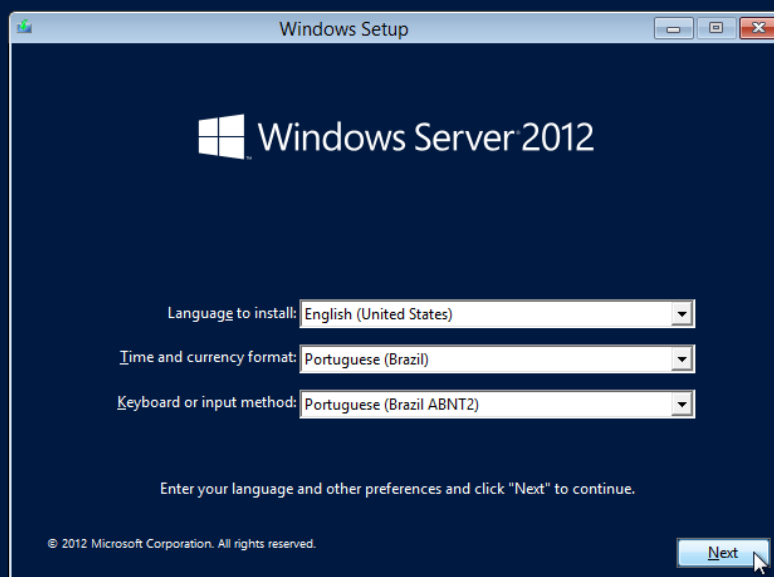 Windows Setup
Windows Server 2012
Language to install: English (United States)
Time and currency format: Portuguese (Brazil)
Keyboard or input method: Portuguese (Brazil ABNT2)
Enter your language and other preferences and click "Next" to continue.
© 2012 Microsoft Corporation. All rights reserved.
Next